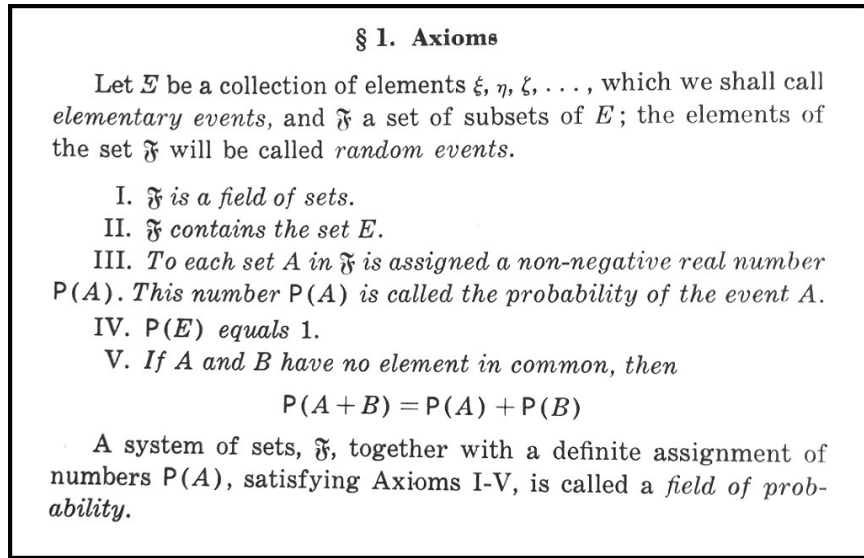 § 1. Axioms
Let E be a collection of elements ξ, η, ζ, . . . , which we shall call
elementary events, and 𝔉 a set of subsets of E; the elements of
the set 𝔉 will be called random events.
I. 𝔉 is a field of sets.
II. 𝔉 contains the set E.
III. To each set A in 𝔉 is assigned a non-negative real number
P(A). This number P(A) is called the probability of the event A.
IV. P(E) equals 1.
V. If A and B have no element in common, then
P(A+B) = P(A) + P(B)
A system of sets, 𝔉, together with a definite assignment of
numbers P(A), satisfying Axioms I-V, is called a field of prob-
ability.